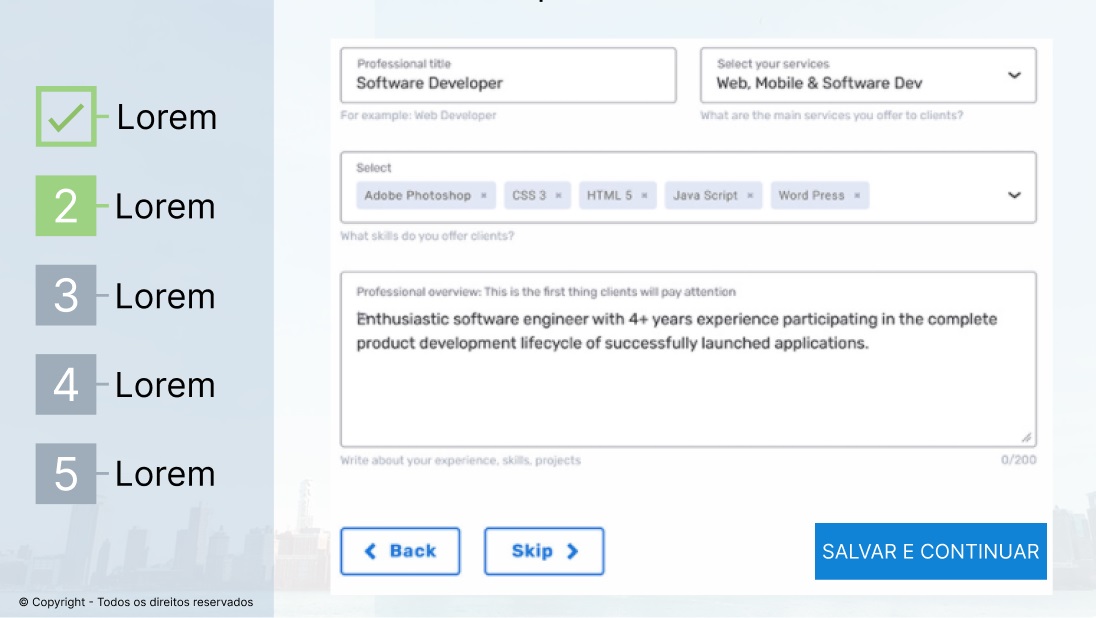 Lorem
2 Lorem
3 Lorem
4 Lorem
5 Lorem
© Copyright - Todos os direitos reservados
Professional title
Software Developer
For example: Web Developer
Select your services
Web, Mobile & Software Dev
What are the main services you offer to clients?
Select
Adobe Photoshop × CSS 3 × HTML 5 × Java Script × Word Press ×
What skills do you offer clients?
Professional overview: This is the first thing clients will pay attention
Enthusiastic software engineer with 4+ years experience participating in the complete
product development lifecycle of successfully launched applications.
Write about your experience, skills, projects
0/200
Back
Skip
SALVAR E CONTINUAR